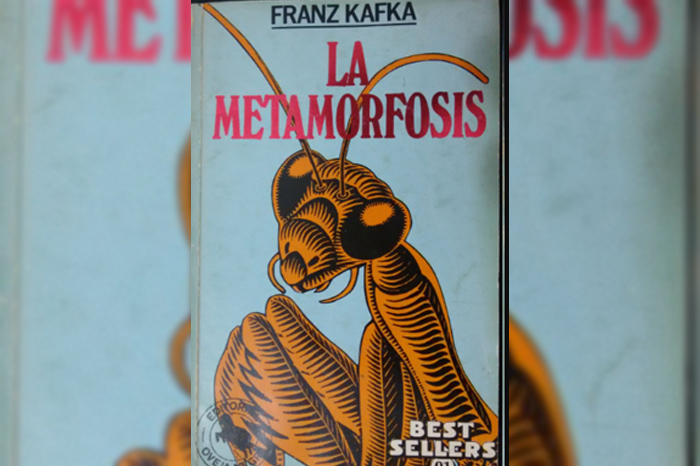 FRANZ KAFKA
LA
METAMORFOSIS
BEST
SELLERS